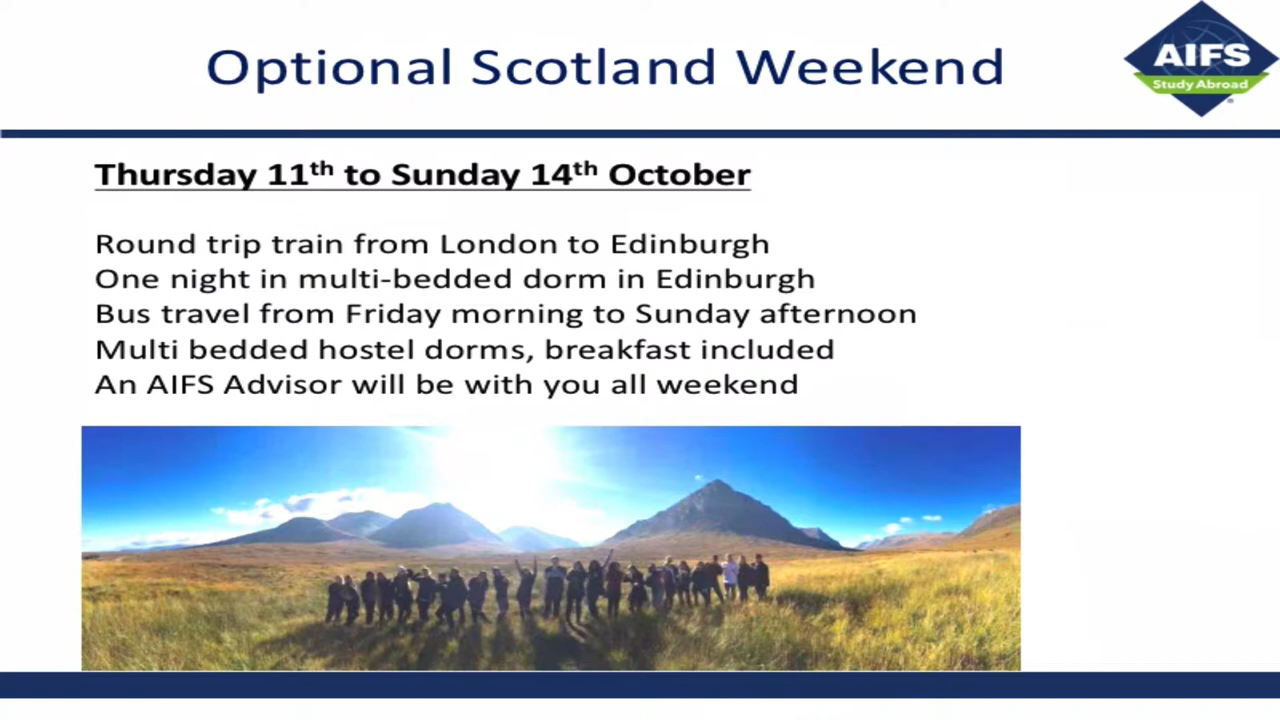 Optional Scotland Weekend
AIFS
Study Abroad
Thursday 11th to Sunday 14th October
Round trip train from London to Edinburgh
One night in multi-bedded dorm in Edinburgh
Bus travel from Friday morning to Sunday afternoon
Multi bedded hostel dorms, breakfast included
An AIFS Advisor will be with you all weekend